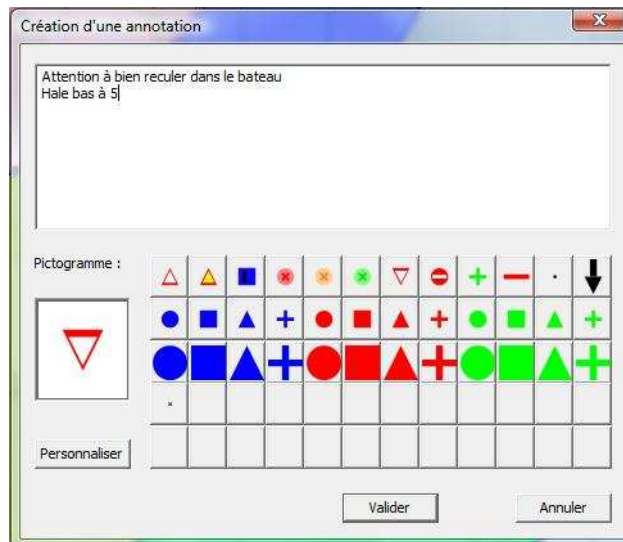 Création d'une annotation
Attention à bien reculer dans le bateau
Hale bas à 5
Pictogramme :
Personnaliser
Valider
Annuler